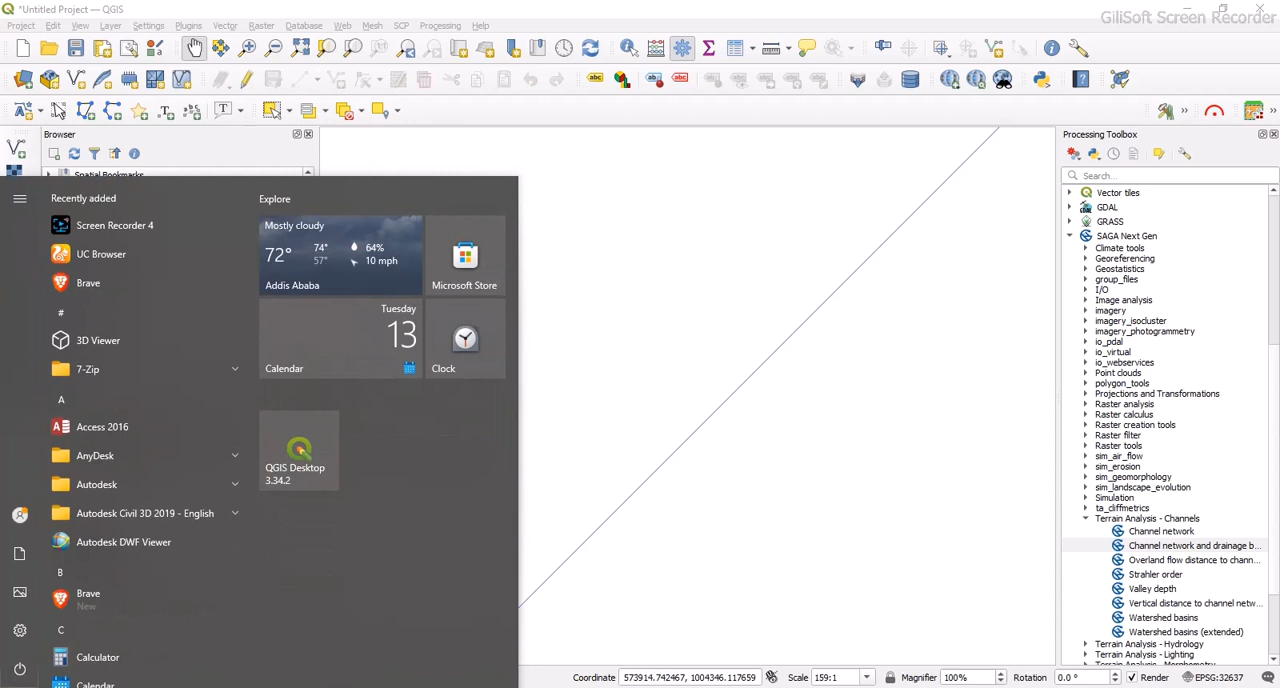 *Untitled Project — QGIS
GiliSoft Screen Recorder
Project Edit View Layer Settings Plugins Vector Raster Database Web Mesh SCP Processing Help
Browser
Spatial Bookmarks
Processing Toolbox
Search...
Vector tiles
GDAL
GRASS
SAGA Next Gen
Climate tools
Georeferencing
Geostatistics
group_files
I/O
Image analysis
imagery
imagery_isocluster
imagery_photogrammetry
io_pdal
io_virtual
io_webservices
Point clouds
polygon_tools
Projections and Transformations
Raster analysis
Raster calculus
Raster creation tools
Raster filter
Raster tools
sim_air_flow
sim_erosion
sim_geomorphology
sim_landscape_evolution
Simulation
ta_cliffmetrics
Terrain Analysis - Channels
Channel network
Channel network and drainage b...
Overland flow distance to chann...
Strahler order
Valley depth
Vertical distance to channel netw...
Watershed basins
Watershed basins (extended)
Terrain Analysis - Hydrology
Terrain Analysis - Lighting
Terrain Analysis - Morphometry
Recently added
Screen Recorder 4
UC Browser
Brave
#
3D Viewer
7-Zip
A
Access 2016
AnyDesk
Autodesk
Autodesk Civil 3D 2019 - English
Autodesk DWF Viewer
B
Brave
New
C
Calculator
Calendar
Explore
Mostly cloudy
72° 74° 57° 64% 10 mph
Addis Ababa
Microsoft Store
Tuesday
13
Calendar
Clock
QGIS Desktop
3.34.2
Coordinate 573914.742467, 1004346.117659 Scale 159:1 Magnifier 100% Rotation 0.0 ° Render EPSG:32637